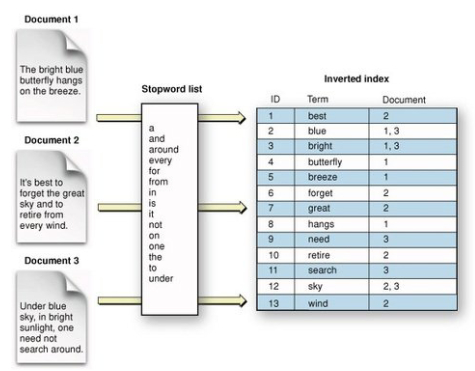 Document 1
The bright blue
butterfly hangs
on the breeze.
Document 2
It's best to
forget the great
sky and to
retire from
every wind.
Document 3
Under blue
sky, in bright
sunlight, one
need not
search around.
Stopword list
a
and
around
every
for
from
in
is
it
not
on
one
the
to
under
Inverted index
ID Term Document
1 best 2
2 blue 1, 3
3 bright 1, 3
4 butterfly 1
5 breeze 1
6 forget 2
7 great 2
8 hangs 1
9 need 3
10 retire 2
11 search 3
12 sky 2, 3
13 wind 2